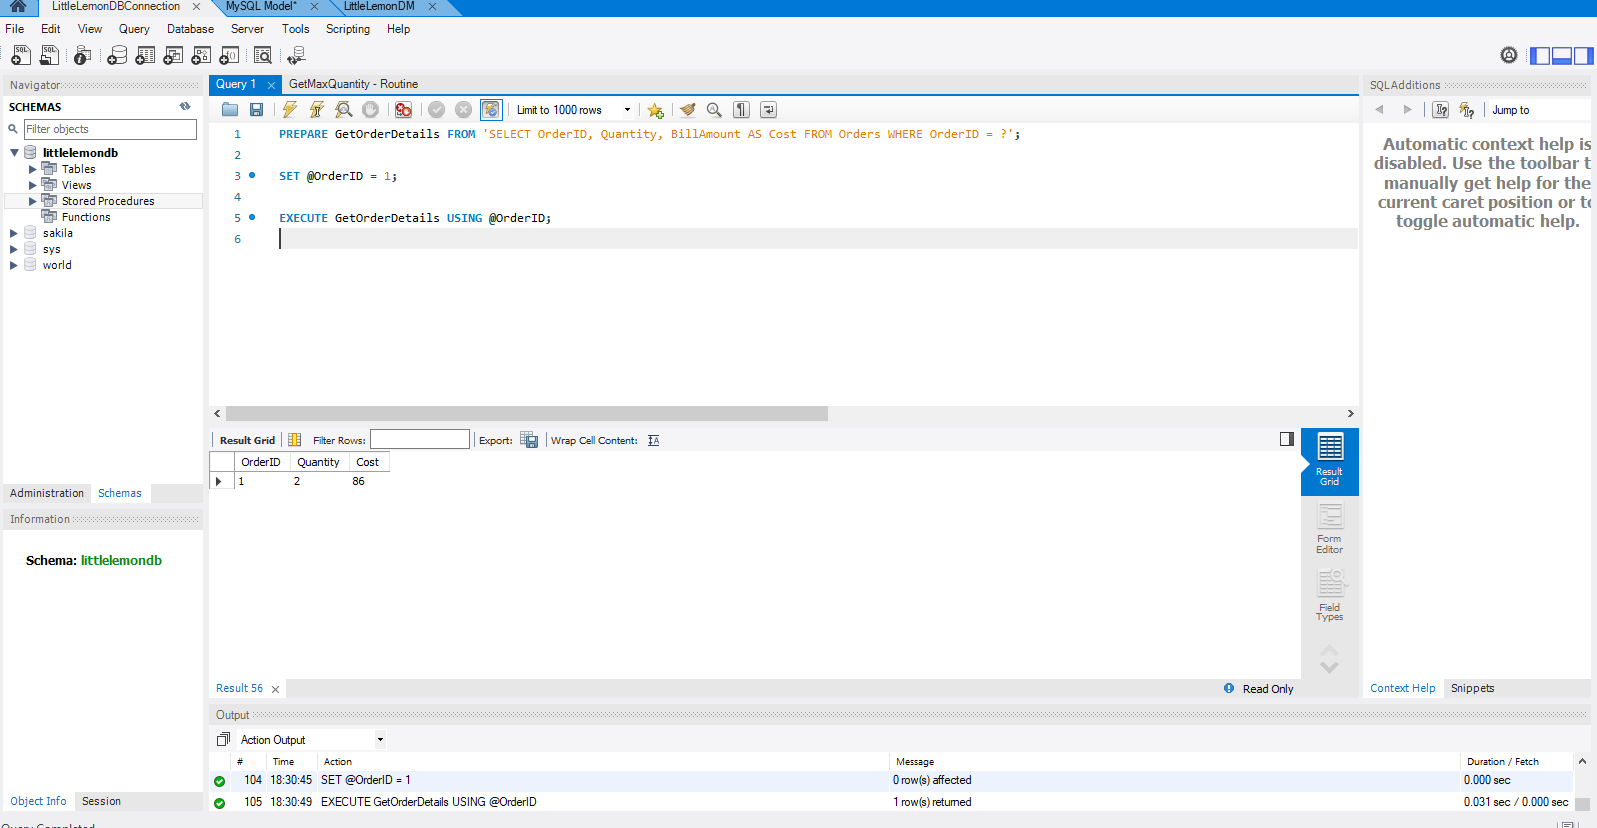 LittleLemonDBConnection × MySQL Model* × LittleLemonDM ×
File Edit View Query Database Server Tools Scripting Help
Navigator
SCHEMAS
Filter objects
littlelemondb
Tables
Views
Stored Procedures
Functions
sakila
sys
world
Administration Schemas
Information
Schema: littlelemondb
Object Info Session
Query Completed
Query 1 × GetMaxQuantity - Routine
Limit to 1000 rows
1 PREPARE GetOrderDetails FROM 'SELECT OrderID, Quantity, BillAmount AS Cost FROM Orders WHERE OrderID = ?';
2
3 SET @OrderID = 1;
4
5 EXECUTE GetOrderDetails USING @OrderID;
6
Result Grid Filter Rows: Export: Wrap Cell Content:
OrderID Quantity Cost
1 2 86
Result
Grid
Form
Editor
Field
Types
Result 56 × Read Only
Output
Action Output
# Time Action Message Duration / Fetch
104 18:30:45 SET @OrderID = 1 0 row(s) affected 0.000 sec
105 18:30:49 EXECUTE GetOrderDetails USING @OrderID 1 row(s) returned 0.031 sec / 0.000 sec
SQLAdditions
Jump to
Automatic context help is
disabled. Use the toolbar t
manually get help for the
current caret position or to
toggle automatic help.
Context Help Snippets